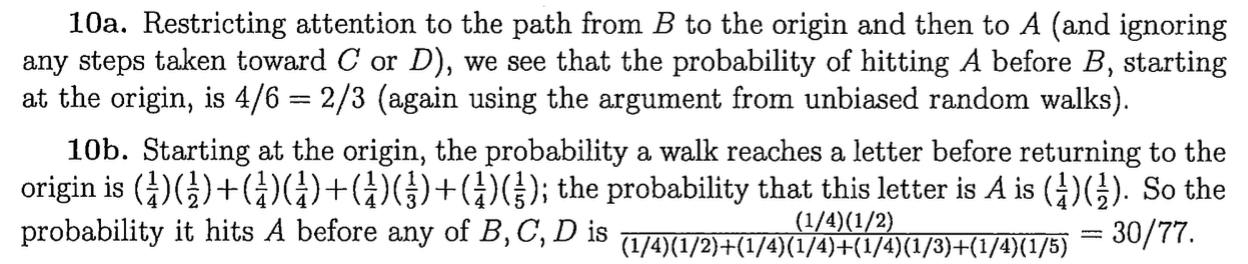 10a. Restricting attention to the path from B to the origin and then to A (and ignoring
any steps taken toward C or D), we see that the probability of hitting A before B, starting
at the origin, is 4/6 = 2/3 (again using the argument from unbiased random walks).
10b. Starting at the origin, the probability a walk reaches a letter before returning to the
origin is (1/4)(1/2)+(1/4)(1/4)+(1/4)(1/3)+(1/4)(1/5); the probability that this letter is A is (1/4)(1/2). So the
probability it hits A before any of B, C, D is (1/4)(1/2) / (1/4)(1/2)+(1/4)(1/4)+(1/4)(1/3)+(1/4)(1/5) = 30/77.